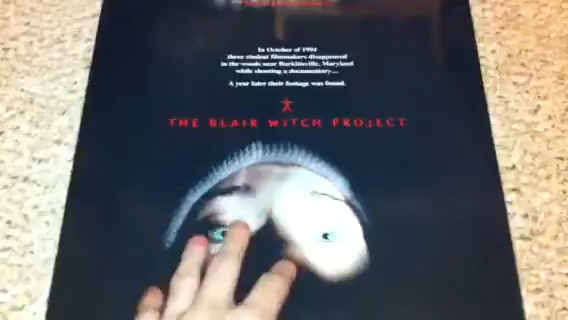 In October of 1994
three student filmmakers disappeared
in the woods near Burkittsville, Maryland
while shooting a documentary...
A year later their footage was found.
THE BLAIR WITCH PROJECT